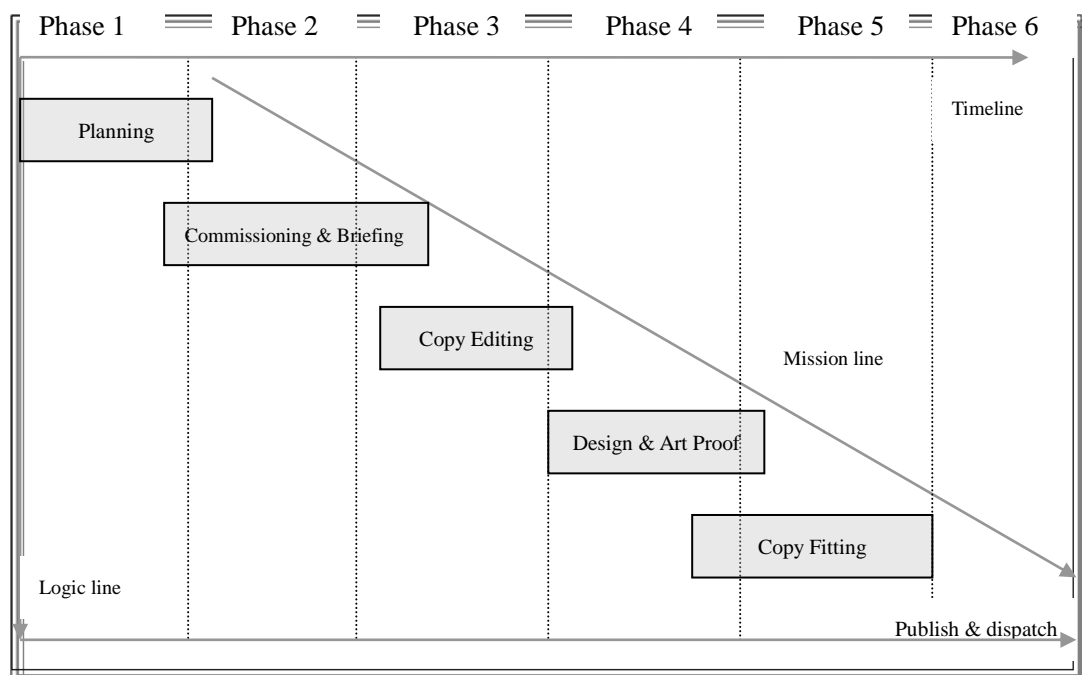 Phase 1 Phase 2 Phase 3 Phase 4 Phase 5 Phase 6
Timeline
Planning
Commissioning & Briefing
Copy Editing
Mission line
Design & Art Proof
Copy Fitting
Logic line
Publish & dispatch